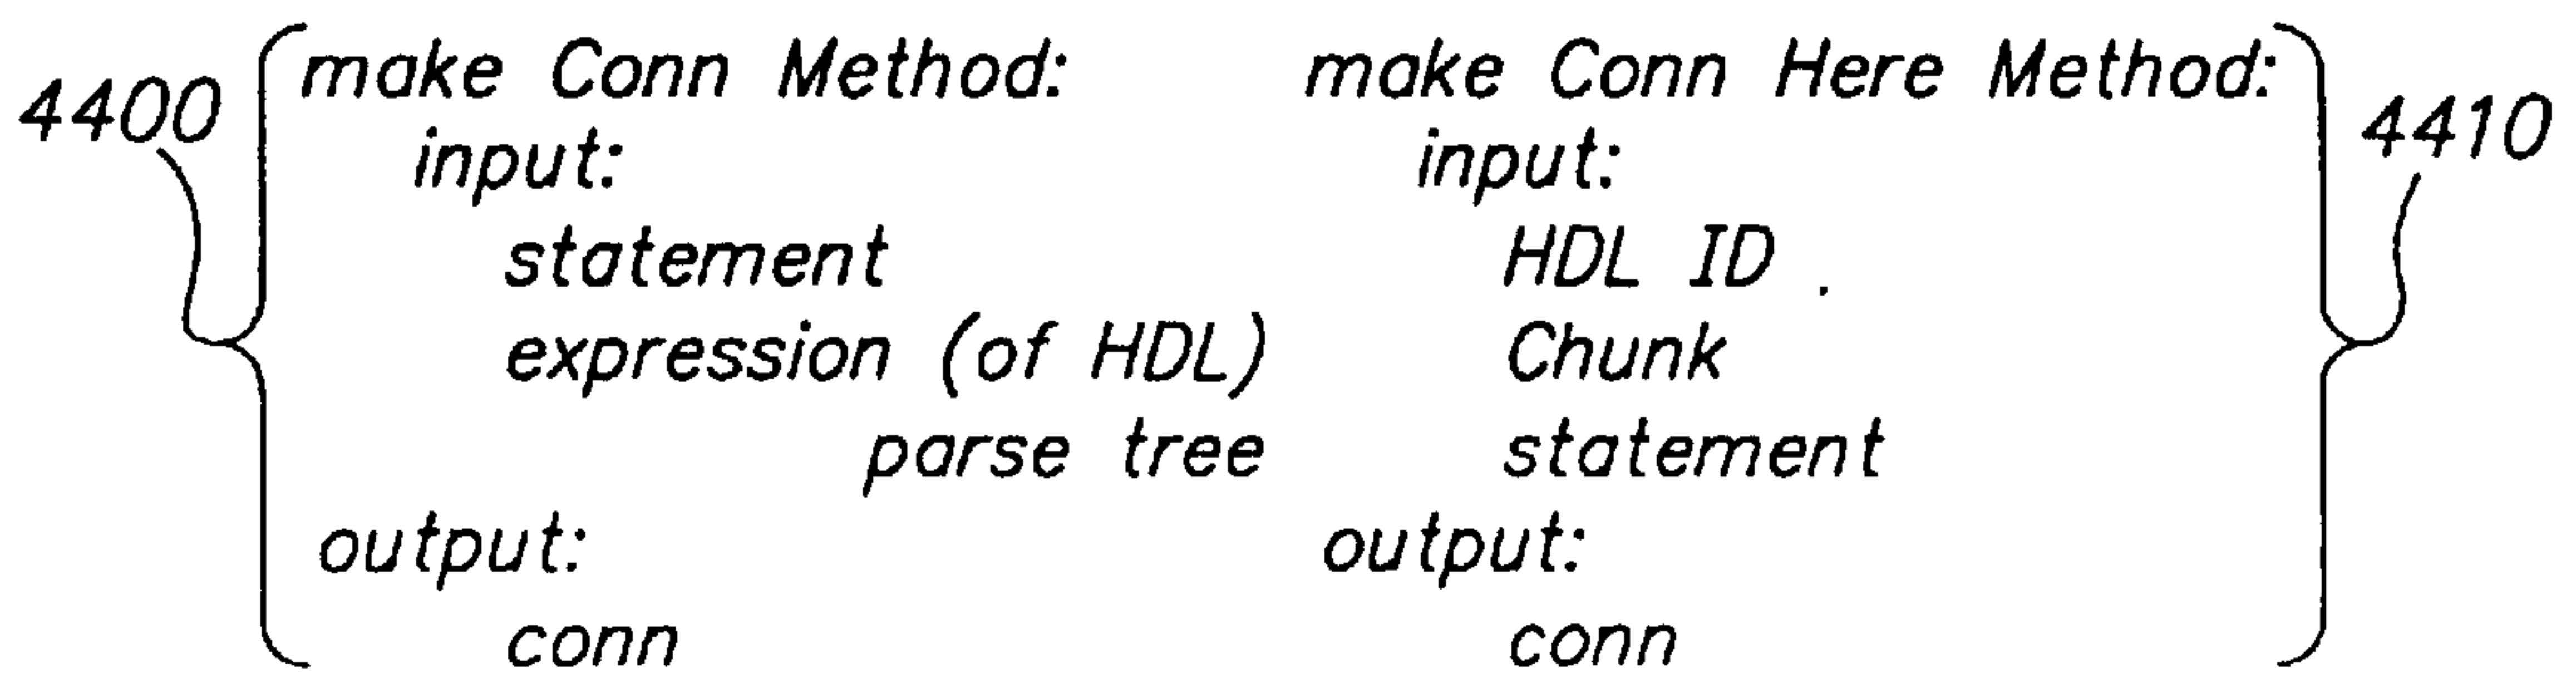 4400
make Conn Method:
input:
statement
expression (of HDL)
parse tree
output:
conn
make Conn Here Method:
input:
HDL ID .
Chunk
statement
output:
conn
4410